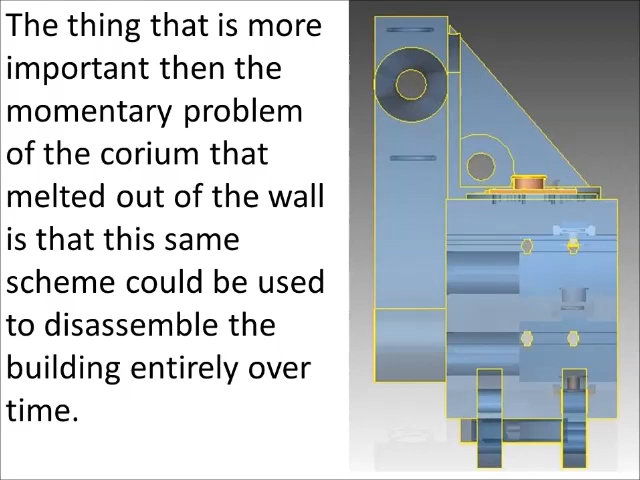 The thing that is more
important then the
momentary problem
of the corium that
melted out of the wall
is that this same
scheme could be used
to disassemble the
building entirely over
time.